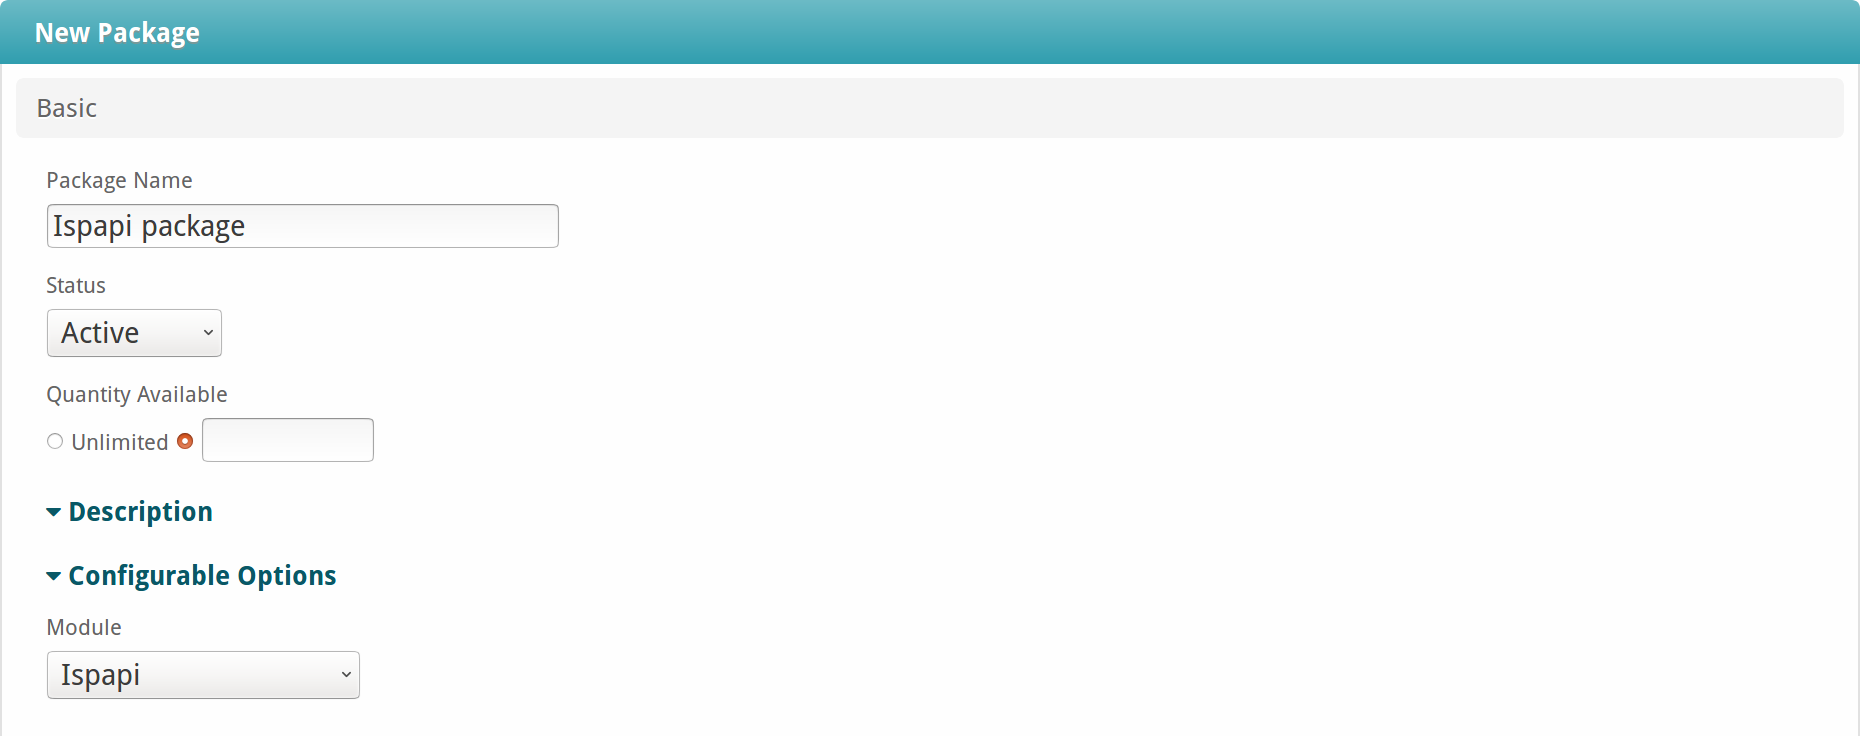 New Package
Basic
Package Name
Ispapi package
Status
Active
Quantity Available
Unlimited
Description
Configurable Options
Module
Ispapi